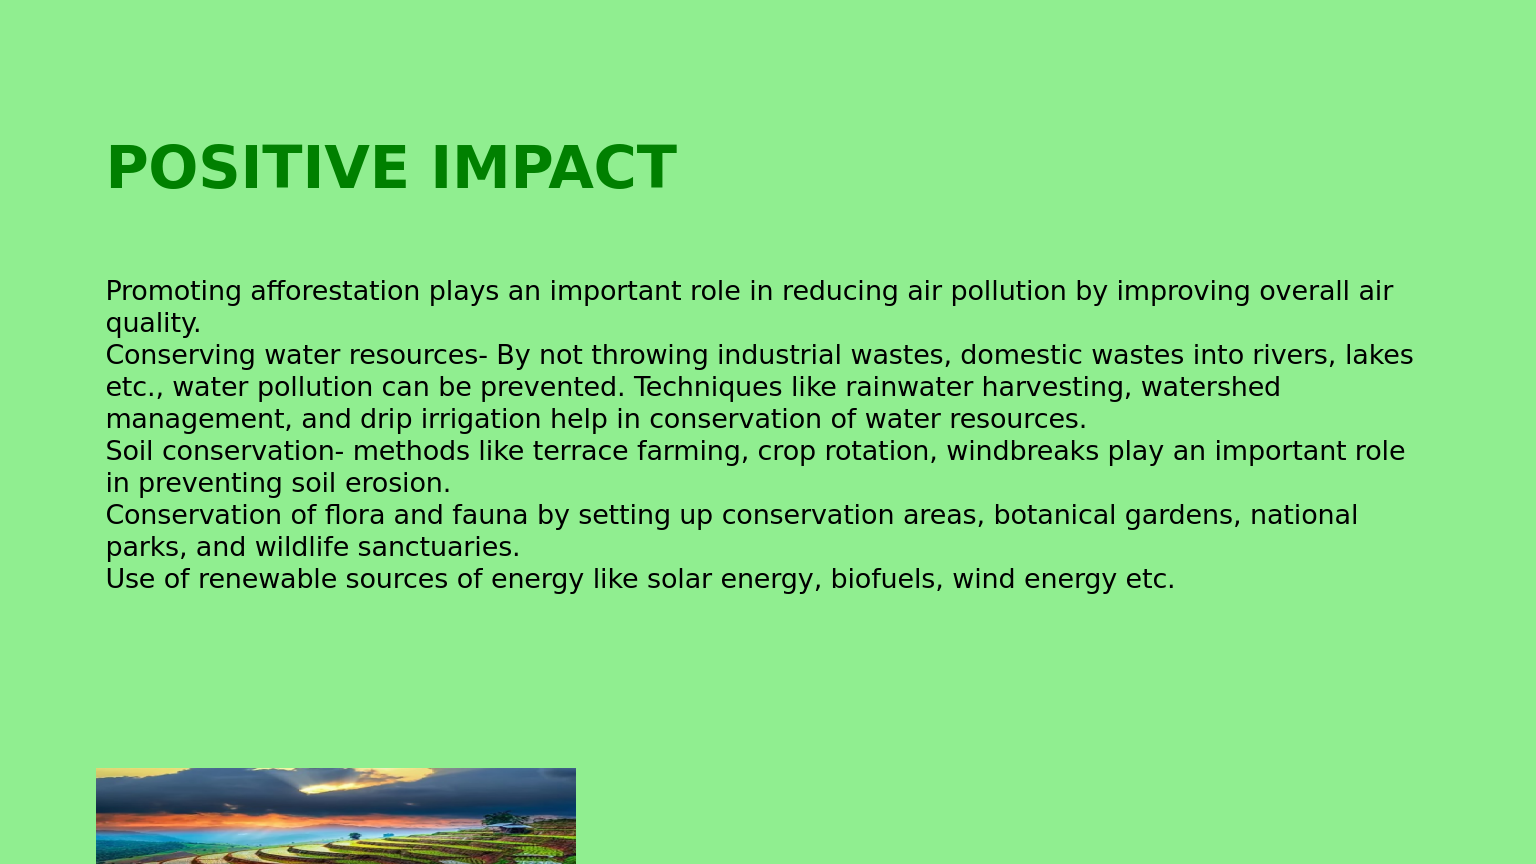 POSITIVE IMPACT
Promoting afforestation plays an important role in reducing air pollution by improving overall air
quality.
Conserving water resources- By not throwing industrial wastes, domestic wastes into rivers, lakes
etc., water pollution can be prevented. Techniques like rainwater harvesting, watershed
management, and drip irrigation help in conservation of water resources.
Soil conservation- methods like terrace farming, crop rotation, windbreaks play an important role
in preventing soil erosion.
Conservation of flora and fauna by setting up conservation areas, botanical gardens, national
parks, and wildlife sanctuaries.
Use of renewable sources of energy like solar energy, biofuels, wind energy etc.